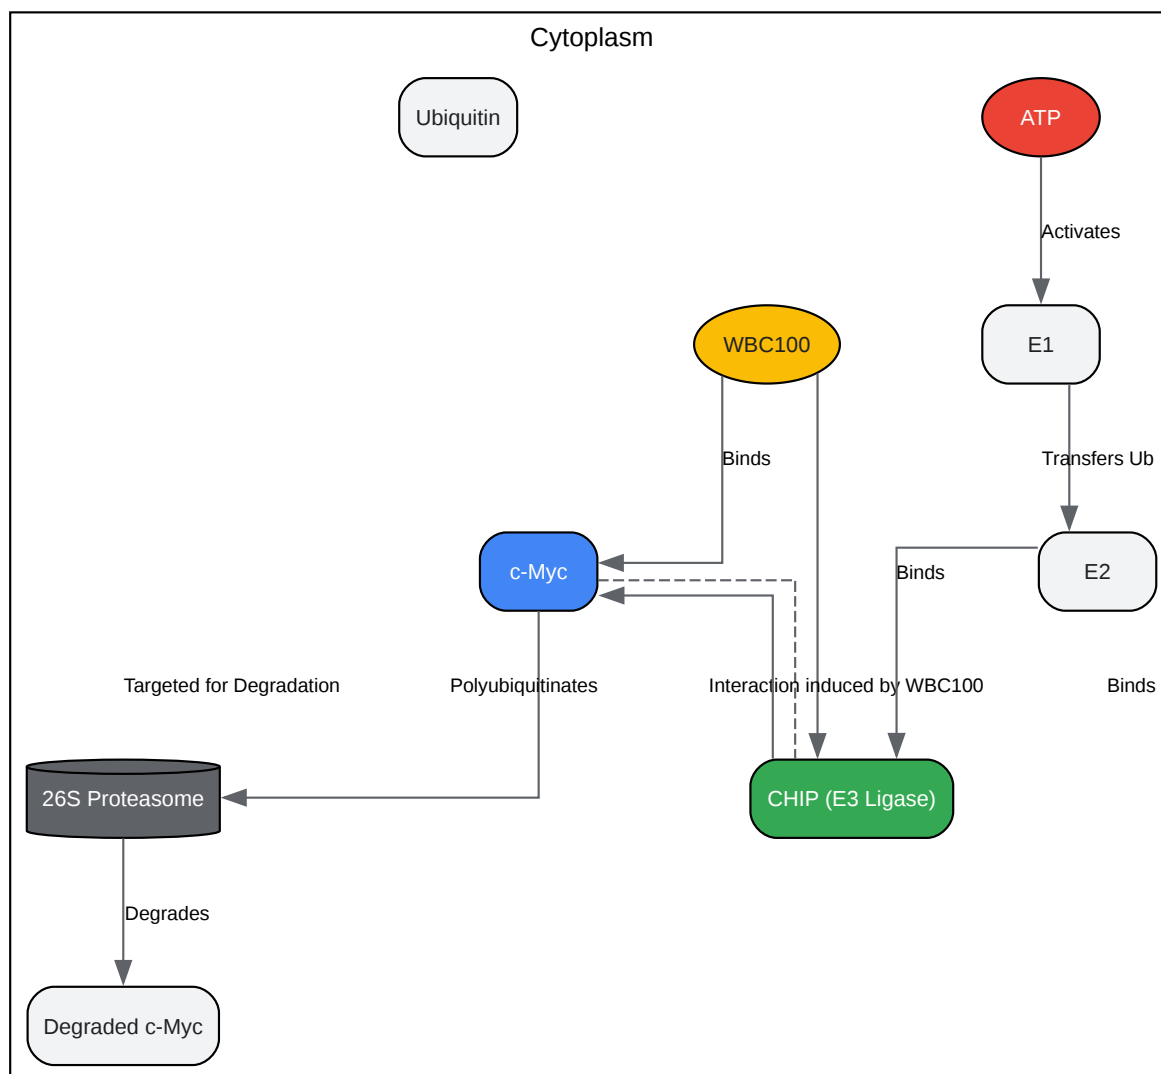 Cytoplasm
Ubiquitin
ATP
Activates
WBC100
E1
Binds
Transfers Ub
c-Myc
Binds
E2
Targeted for Degradation
Polyubiquitinates
Interaction induced by WBC100
Binds
26S Proteasome
CHIP (E3 Ligase)
Degrades
Degraded c-Myc